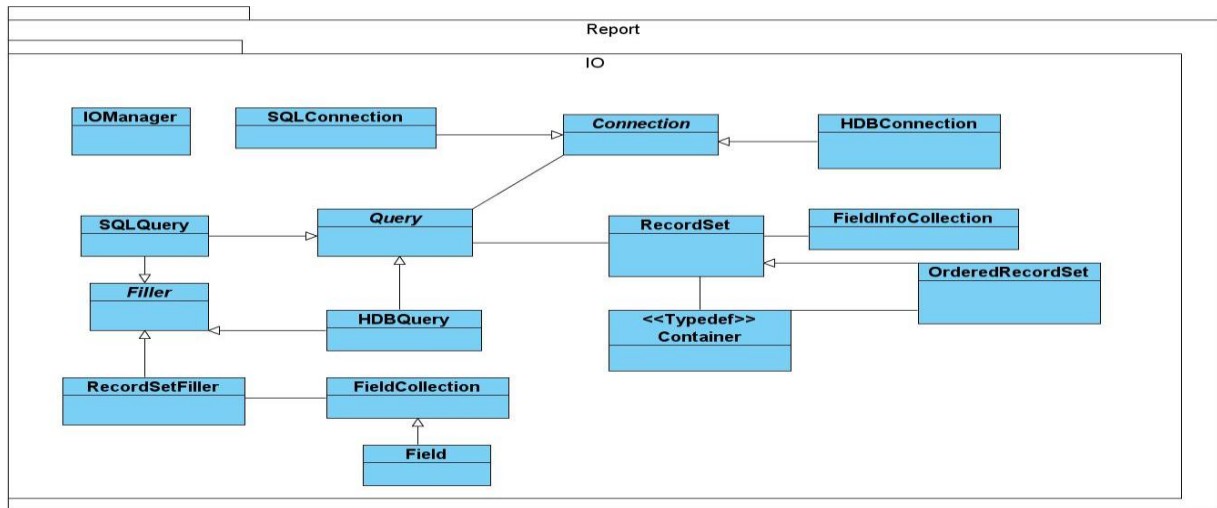 Report
IO
IOManager
SQLConnection
Connection
HDBConnection
SQLQuery
Query
RecordSet
FieldInfoCollection
OrderedRecordSet
Filler
HDBQuery
<<Typedef>>
Container
RecordSetFiller
FieldCollection
Field